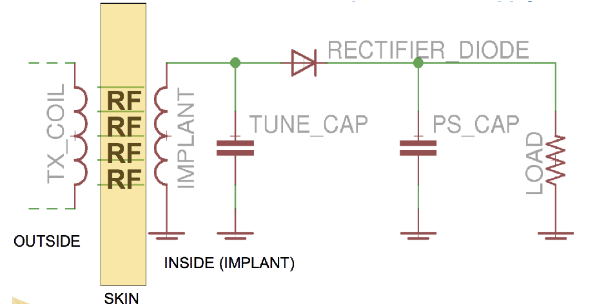 RECTIFIER_DIODE
TX_COIL
RF
RF
RF
RF
IMPLANT
TUNE_CAP
PS_CAP
LOAD
OUTSIDE
INSIDE (IMPLANT)
SKIN